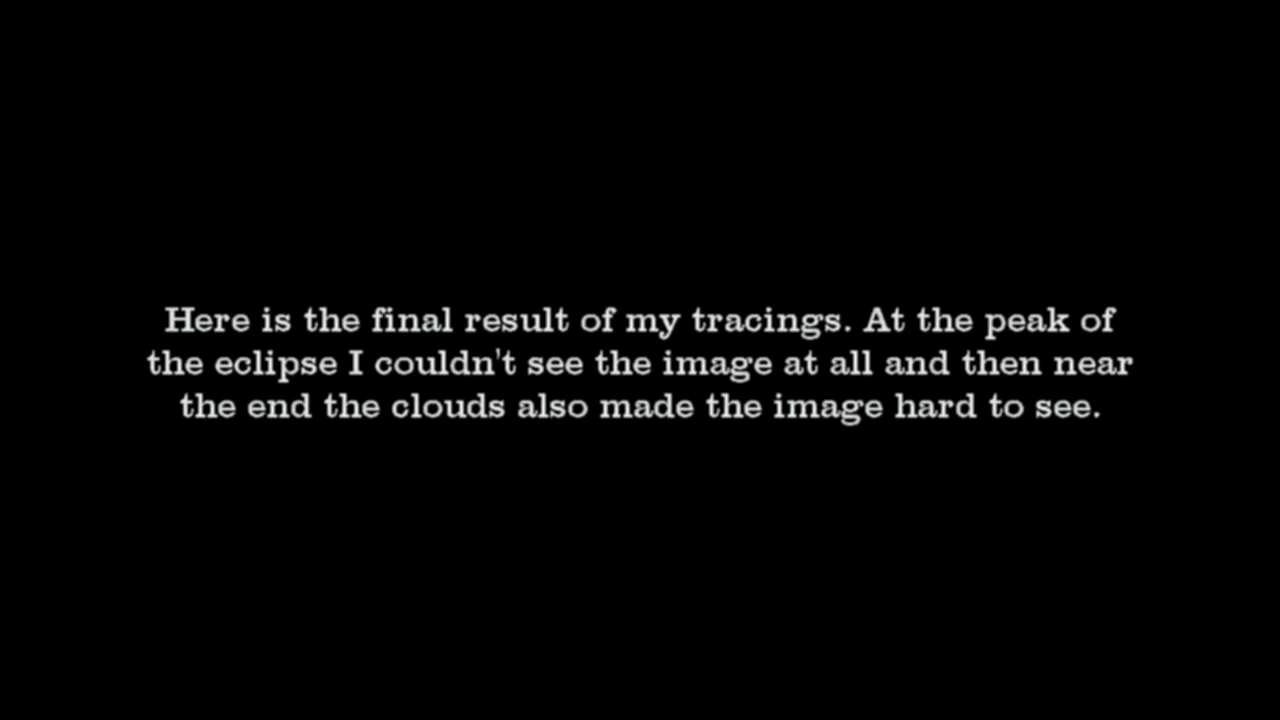 Here is the final result of my tracings. At the peak of
the eclipse I couldn't see the image at all and then near
the end the clouds also made the image hard to see.